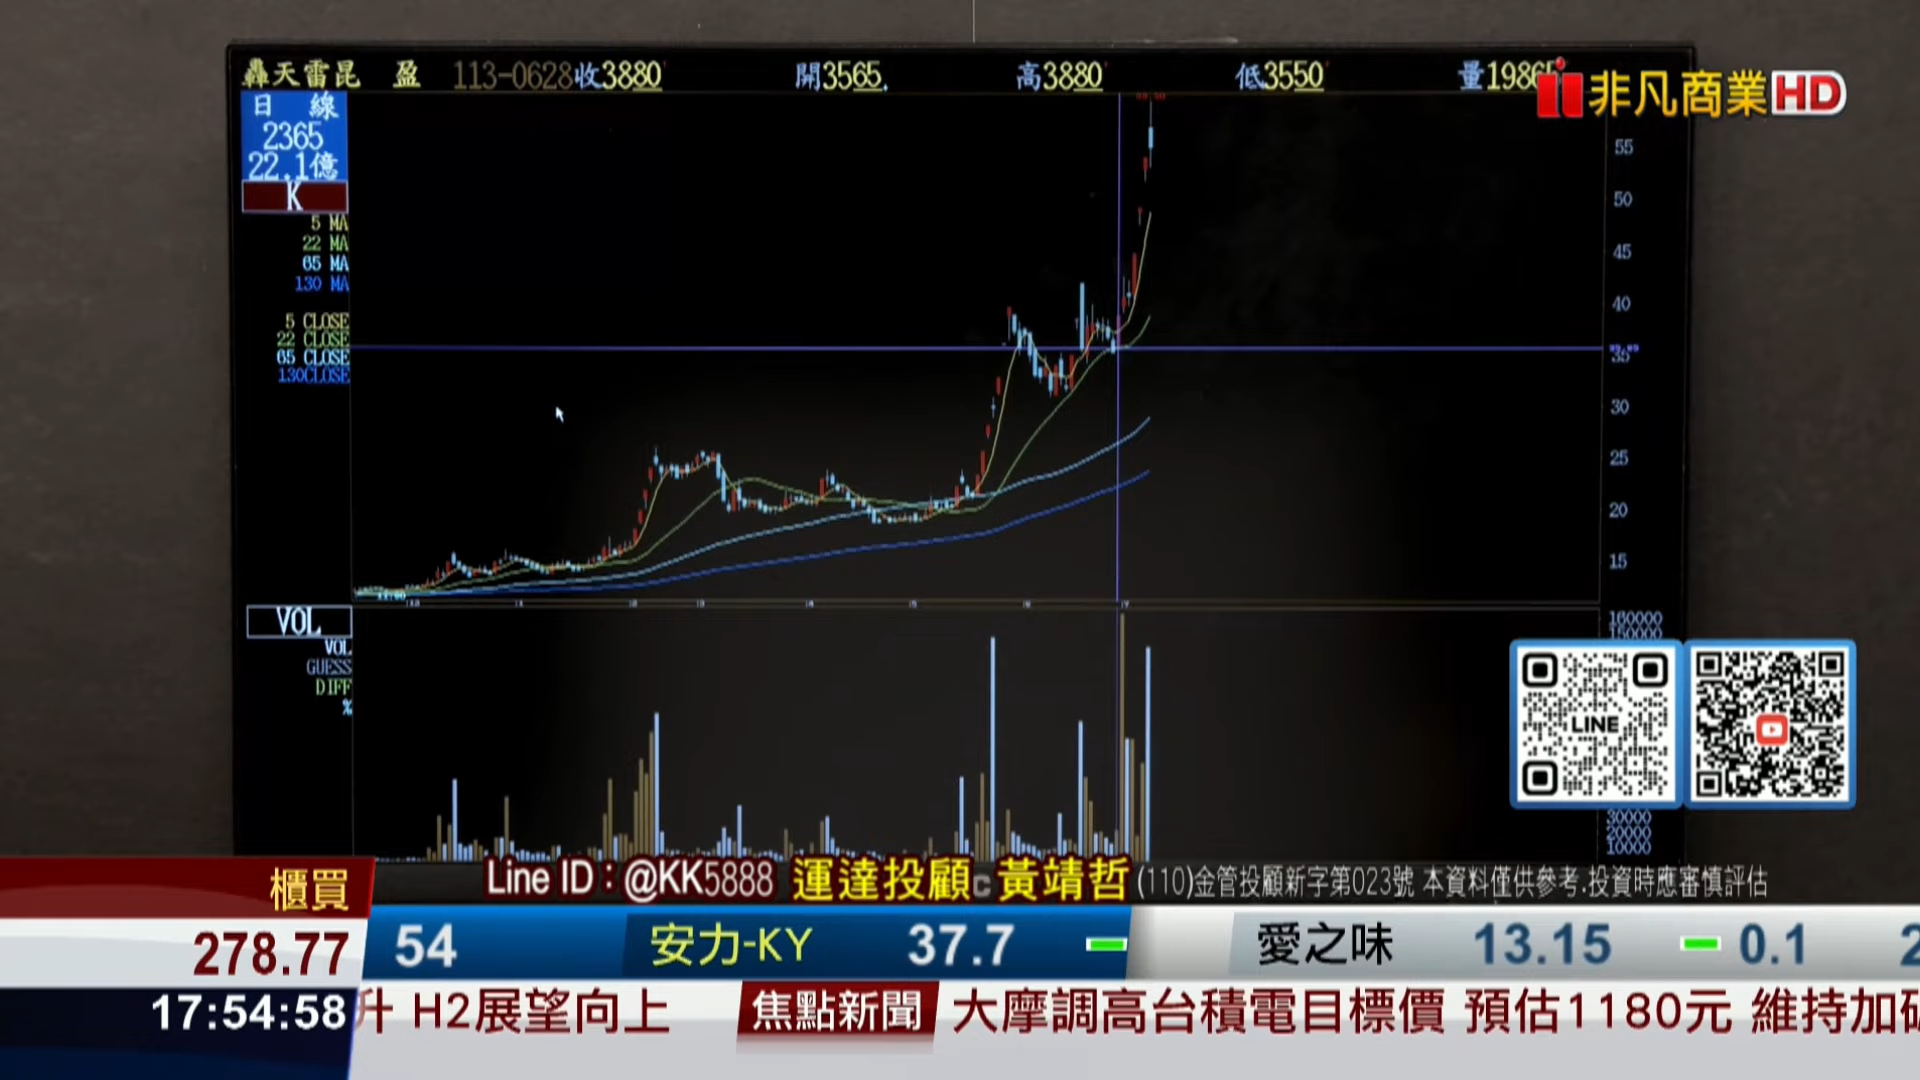 轟天雷昆 盈 113-0628收3880 開3565. 高3880 低3550 量19865
非凡商業HD
日 線
2365
22.1億
K
5 MA
22 MA
65 MA
130 MA
5 CLOSE
22 CLOSE
65 CLOSE
130CLOSE
55
50
45
40
35
30
25
20
15
VOL
VOL
GUESS
DIFF
%
160000
150000
30000
20000
10000
LINE
Line ID：@KK5888 運達投顧 黃靖哲 (110)金管投顧新字第023號 本資料僅供參考.投資時應審慎評估
櫃買
278.77
54 安力-KY 37.7 愛之味 13.15 0.1 2
17:54:58
升 H2展望向上 焦點新聞 大摩調高台積電目標價 預估1180元 維持加碼